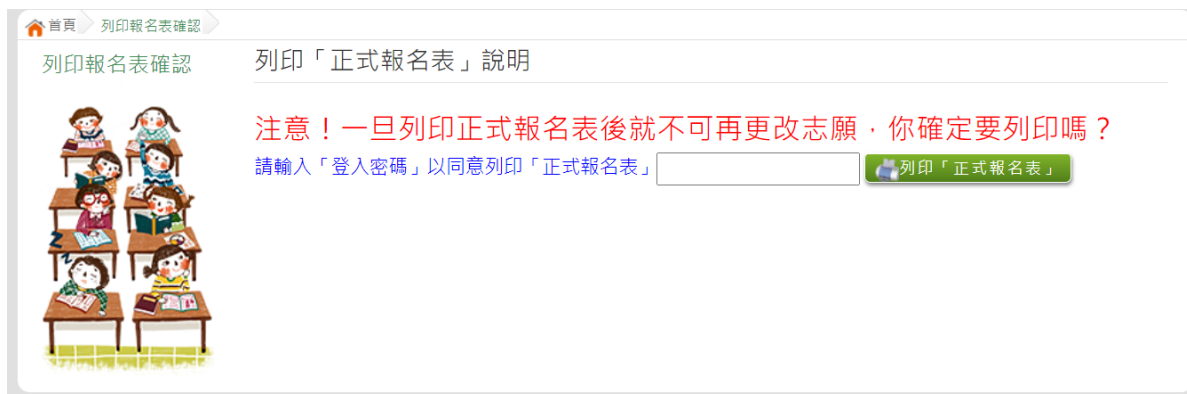 首頁 列印報名表確認
列印報名表確認
列印「正式報名表」說明
注意！一旦列印正式報名表後就不可再更改志願，你確定要列印嗎？
請輸入「登入密碼」以同意列印「正式報名表」 列印「正式報名表」